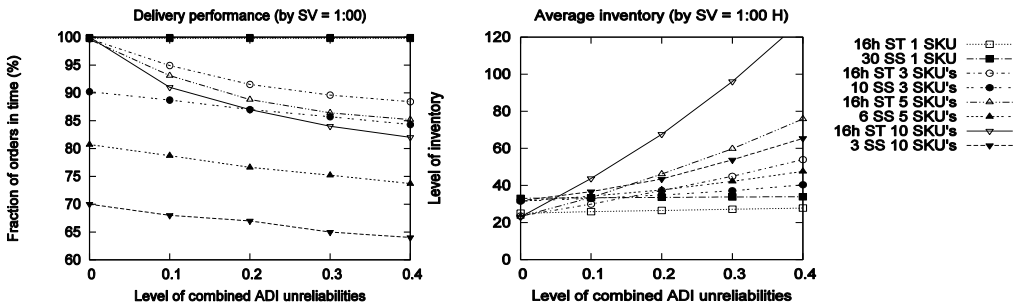 Delivery performance (by SV = 1:00)
Fraction of orders in time (%)
100
95
90
85
80
75
70
65
60
0 0.1 0.2 0.3 0.4
Level of combined ADI unreliabilities
Average inventory (by SV = 1:00 H)
Level of inventory
120
100
80
60
40
20
0
0 0.1 0.2 0.3 0.4
Level of combined ADI unreliabilities
16h ST 1 SKU
30 SS 1 SKU
16h ST 3 SKU's
10 SS 3 SKU's
16h ST 5 SKU's
6 SS 5 SKU's
16h ST 10 SKU's
3 SS 10 SKU's